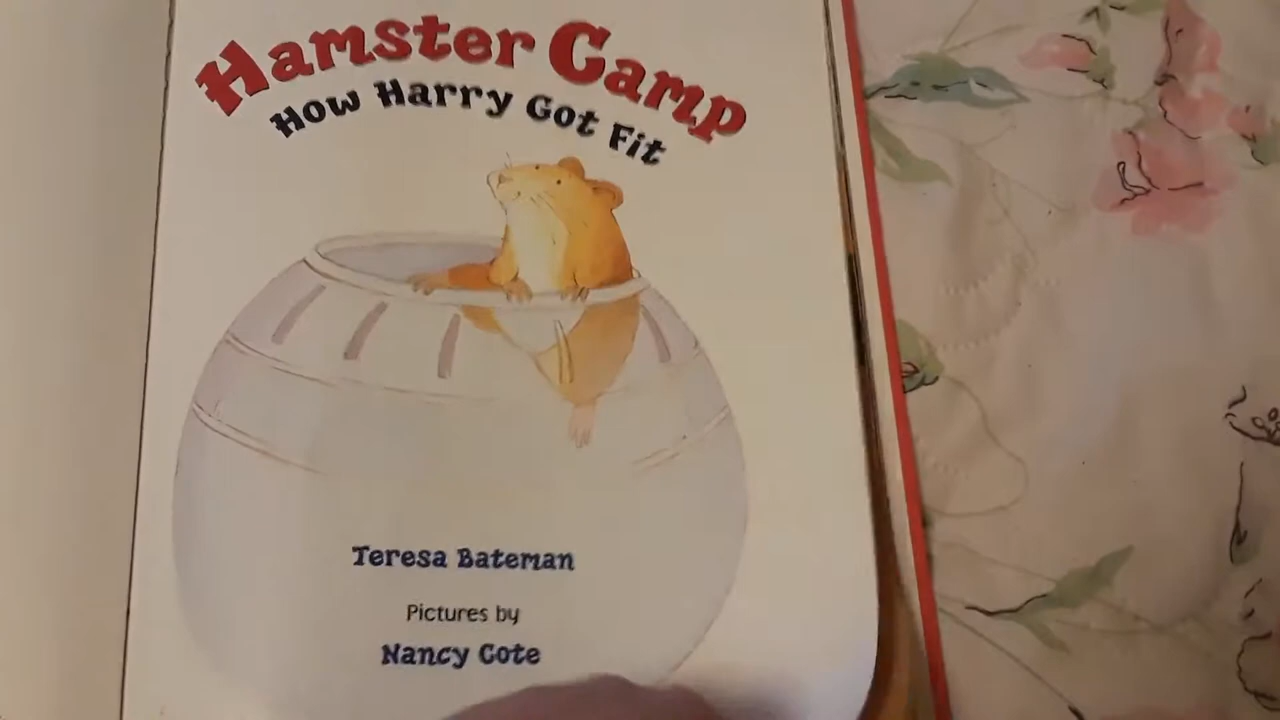 Hamster Camp
How Harry Got Fit
Teresa Bateman
Pictures by
Nancy Cote